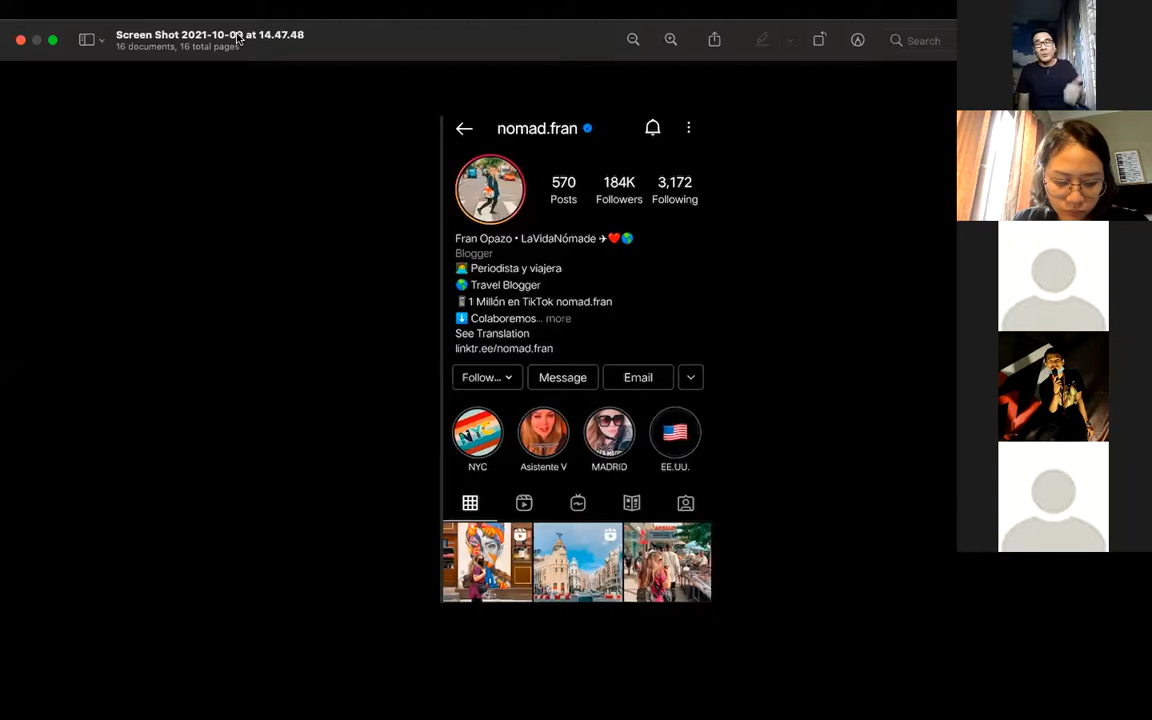 Screen Shot 2021-10-0 at 14.47.48
16 documents, 16 total pages
Search
nomad.fran
570
184K
3,172
Posts
Followers
Following
Fran Opazo • LaVidaNómade ✈❤️🌎
Blogger
👩‍💻 Periodista y viajera
🌎 Travel Blogger
📱1 Millón en TikTok nomad.fran
⬇️ Colaboremos... more
See Translation
linktr.ee/nomad.fran
Follow...
Message
Email
NYC
NYC
Asistente V
MADRID
EE.UU.